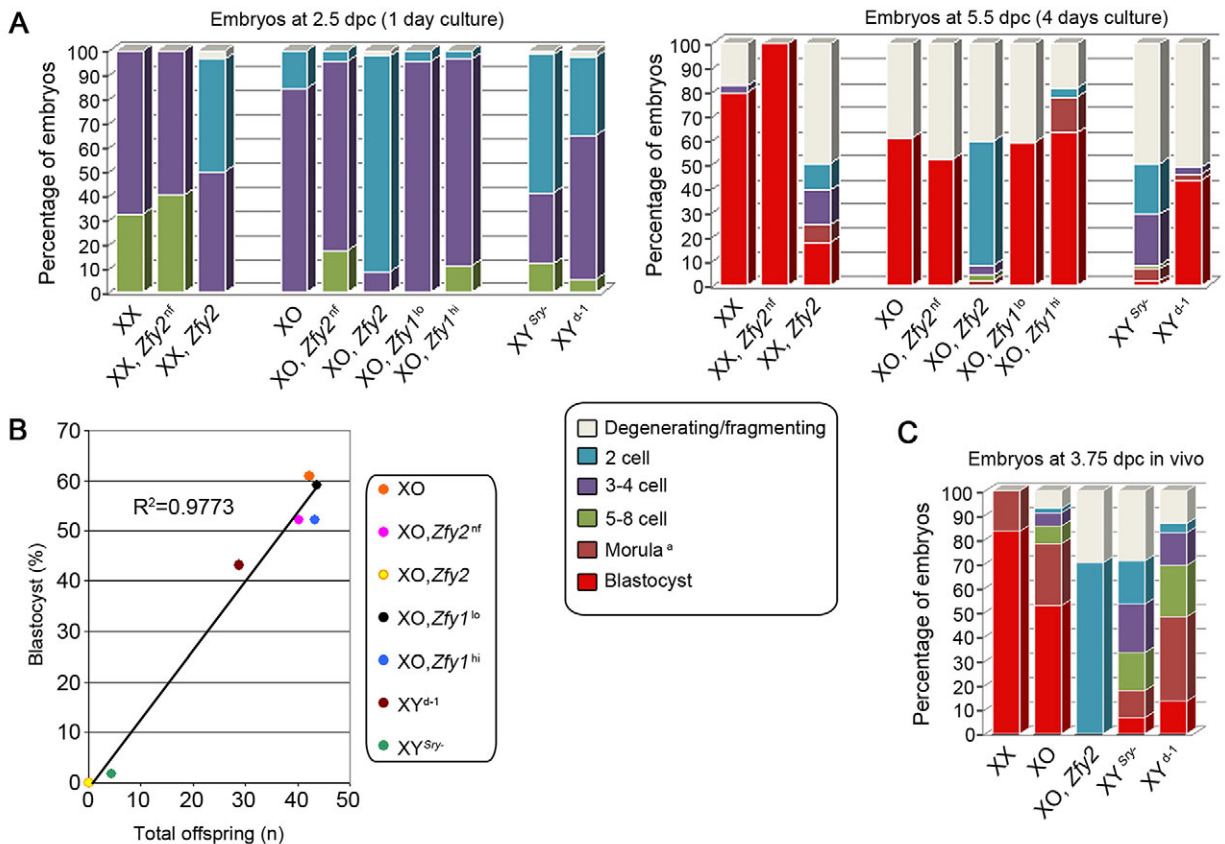 A
Embryos at 2.5 dpc (1 day culture)
Percentage of embryos
100
90
80
70
60
50
40
30
20
10
0
XX
XX, Zfy2nf
XX, Zfy2
XO
XO, Zfy2nf
XO, Zfy2
XO, Zfy1lo
XO, Zfy1hi
XYSry-
XYd-1
Embryos at 5.5 dpc (4 days culture)
Percentage of embryos
100
90
80
70
60
50
40
30
20
10
0
XX
XX, Zfy2nf
XX, Zfy2
XO
XO, Zfy2nf
XO, Zfy2
XO, Zfy1lo
XO, Zfy1hi
XYSry-
XYd-1
B
Blastocyst (%)
70
60
50
40
30
20
10
0
R2=0.9773
0 10 20 30 40 50
Total offspring (n)
XO
XO, Zfy2nf
XO, Zfy2
XO, Zfy1lo
XO, Zfy1hi
XYd-1
XYSry-
Degenerating/fragmenting
2 cell
3-4 cell
5-8 cell
Morula a
Blastocyst
C
Embryos at 3.75 dpc in vivo
Percentage of embryos
100
90
80
70
60
50
40
30
20
10
0
XX
XO
XO, Zfy2
XYSry-
XYd-1